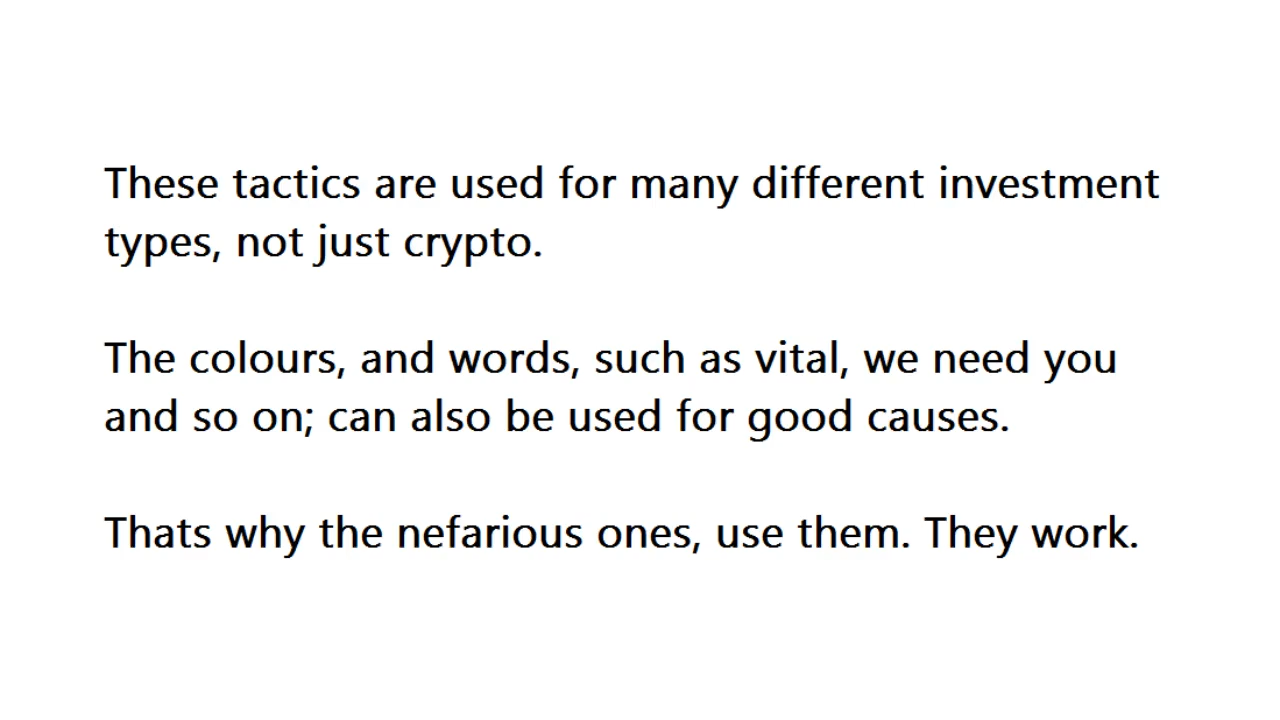 These tactics are used for many different investment
types, not just crypto.
The colours, and words, such as vital, we need you
and so on; can also be used for good causes.
Thats why the nefarious ones, use them. They work.